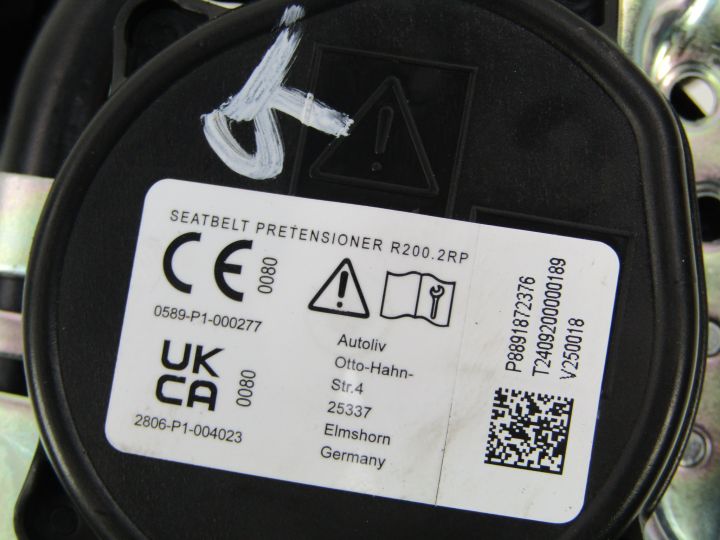 SEATBELT PRETENSIONER R200.2RP
CE 0080
0589-P1-000277
UK
CA 0080
2806-P1-004023
Autoliv
Otto-Hahn-
Str.4
25337
Elmshorn
Germany
P8891872376
T2409200000189
V250018